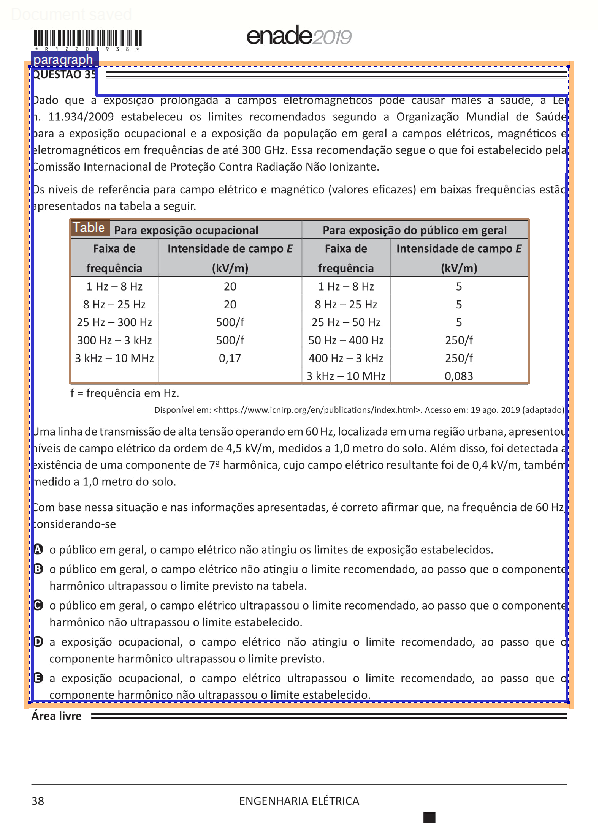 Document saved
*R12201938*
enade2019
paragraph
QUESTÃO 35
Dado que a exposição prolongada a campos eletromagnéticos pode causar males à saúde, a Lei
n. 11.934/2009 estabeleceu os limites recomendados segundo a Organização Mundial de Saúde
para a exposição ocupacional e a exposição da população em geral a campos elétricos, magnéticos e
eletromagnéticos em frequências de até 300 GHz. Essa recomendação segue o que foi estabelecido pela
Comissão Internacional de Proteção Contra Radiação Não Ionizante.
Os níveis de referência para campo elétrico e magnético (valores eficazes) em baixas frequências estão
apresentados na tabela a seguir.
Table Para exposição ocupacional Para exposição do público em geral
Faixa de Intensidade de campo E Faixa de Intensidade de campo E
frequência (kV/m) frequência (kV/m)
1 Hz – 8 Hz 20 1 Hz – 8 Hz 5
8 Hz – 25 Hz 20 8 Hz – 25 Hz 5
25 Hz – 300 Hz 500/f 25 Hz – 50 Hz 5
300 Hz – 3 kHz 500/f 50 Hz – 400 Hz 250/f
3 kHz – 10 MHz 0,17 400 Hz – 3 kHz 250/f
3 kHz – 10 MHz 0,083
f = frequência em Hz.
Disponível em: <https://www.icnirp.org/en/publications/index.html>. Acesso em: 19 ago. 2019 (adaptado).
Uma linha de transmissão de alta tensão operando em 60 Hz, localizada em uma região urbana, apresentou
níveis de campo elétrico da ordem de 4,5 kV/m, medidos a 1,0 metro do solo. Além disso, foi detectada a
existência de uma componente de 7ª harmônica, cujo campo elétrico resultante foi de 0,4 kV/m, também
medido a 1,0 metro do solo.
Com base nessa situação e nas informações apresentadas, é correto afirmar que, na frequência de 60 Hz,
considerando-se
A o público em geral, o campo elétrico não atingiu os limites de exposição estabelecidos.
B o público em geral, o campo elétrico não atingiu o limite recomendado, ao passo que o componente
harmônico ultrapassou o limite previsto na tabela.
C o público em geral, o campo elétrico ultrapassou o limite recomendado, ao passo que o componente
harmônico não ultrapassou o limite estabelecido.
D a exposição ocupacional, o campo elétrico não atingiu o limite recomendado, ao passo que o
componente harmônico ultrapassou o limite previsto.
E a exposição ocupacional, o campo elétrico ultrapassou o limite recomendado, ao passo que o
componente harmônico não ultrapassou o limite estabelecido.
Área livre
38 ENGENHARIA ELÉTRICA